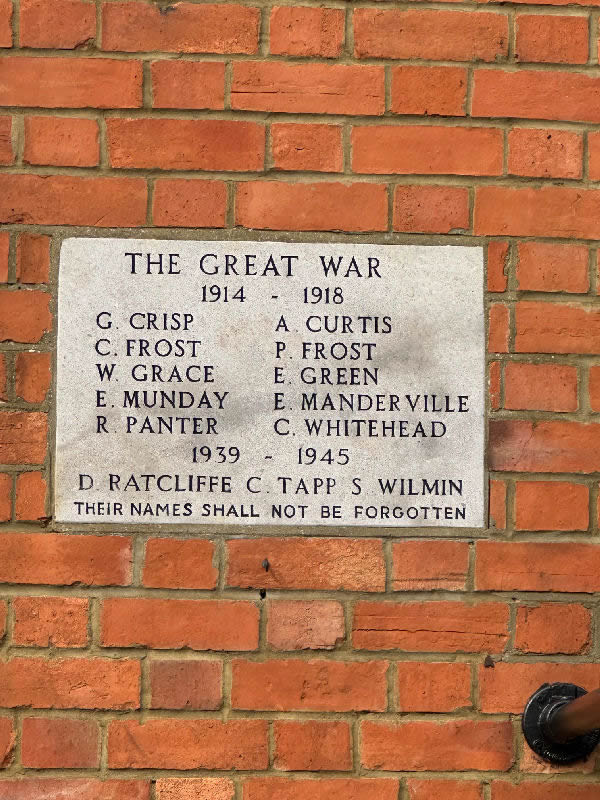 THE GREAT WAR
1914 - 1918
G. CRISP A. CURTIS
C. FROST P. FROST
W. GRACE E. GREEN
E. MUNDAY E. MANDERVILLE
R. PANTER C. WHITEHEAD
1939 - 1945
D. RATCLIFFE C. TAPP S. WILMIN
THEIR NAMES SHALL NOT BE FORGOTTEN